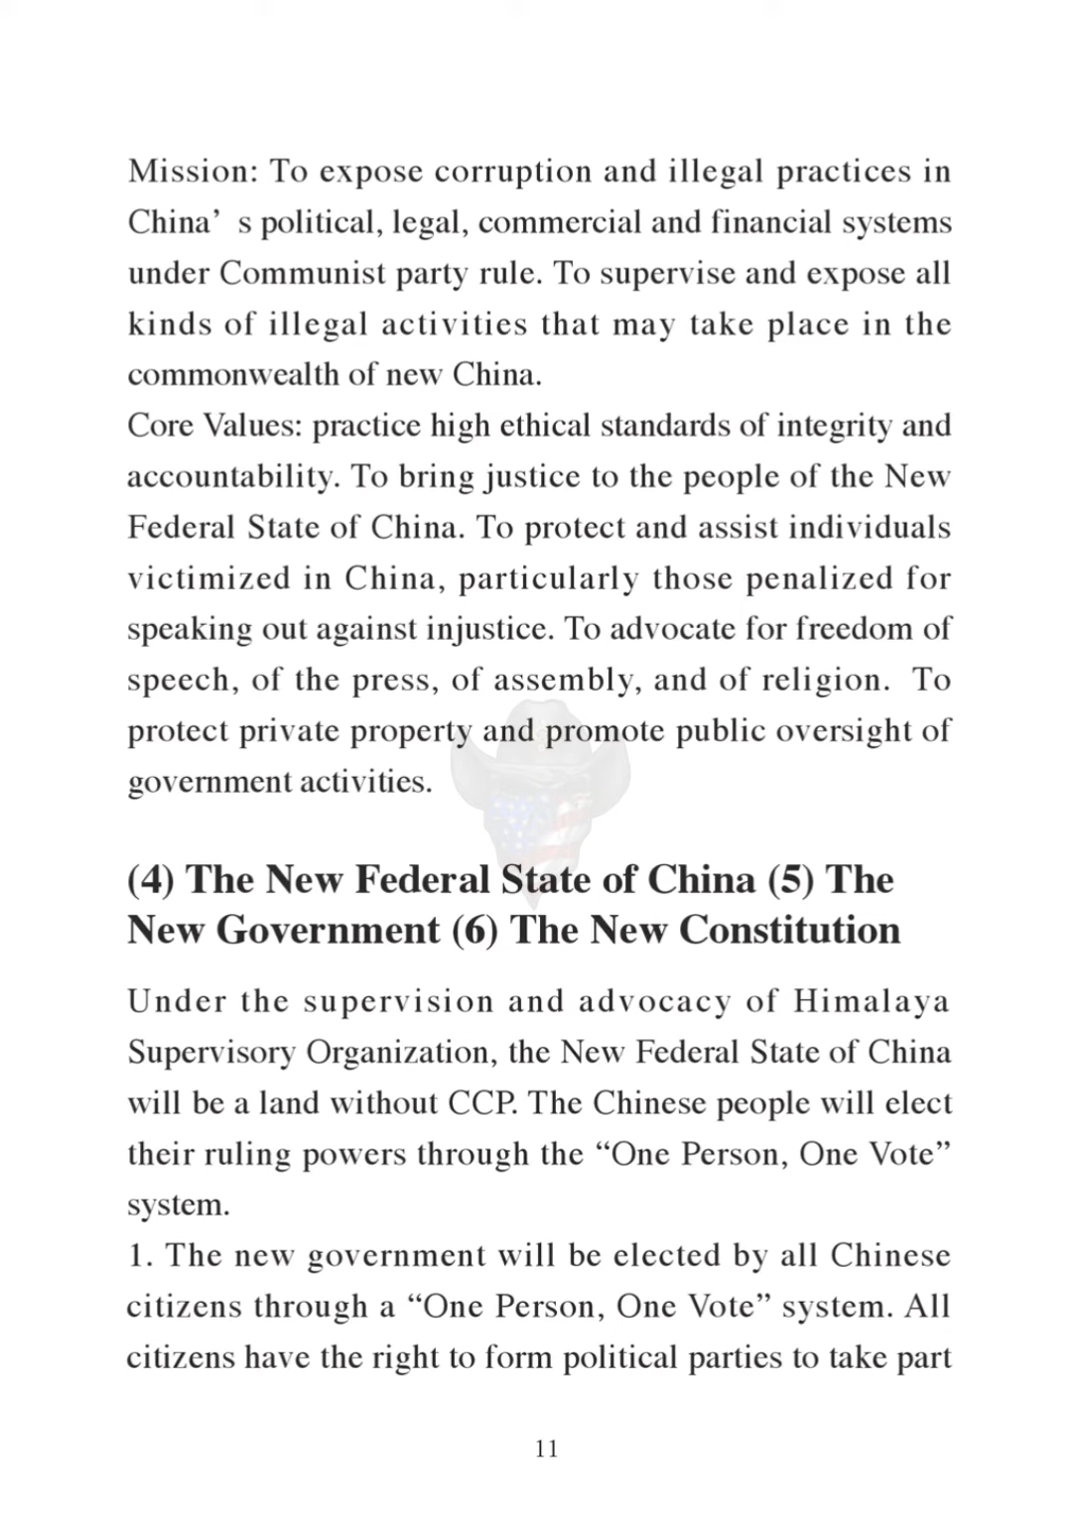 Mission: To expose corruption and illegal practices in
China’ s political, legal, commercial and financial systems
under Communist party rule. To supervise and expose all
kinds of illegal activities that may take place in the
commonwealth of new China.
Core Values: practice high ethical standards of integrity and
accountability. To bring justice to the people of the New
Federal State of China. To protect and assist individuals
victimized in China, particularly those penalized for
speaking out against injustice. To advocate for freedom of
speech, of the press, of assembly, and of religion. To
protect private property and promote public oversight of
government activities.
(4) The New Federal State of China (5) The
New Government (6) The New Constitution
Under the supervision and advocacy of Himalaya
Supervisory Organization, the New Federal State of China
will be a land without CCP. The Chinese people will elect
their ruling powers through the “One Person, One Vote”
system.
1. The new government will be elected by all Chinese
citizens through a “One Person, One Vote” system. All
citizens have the right to form political parties to take part
11